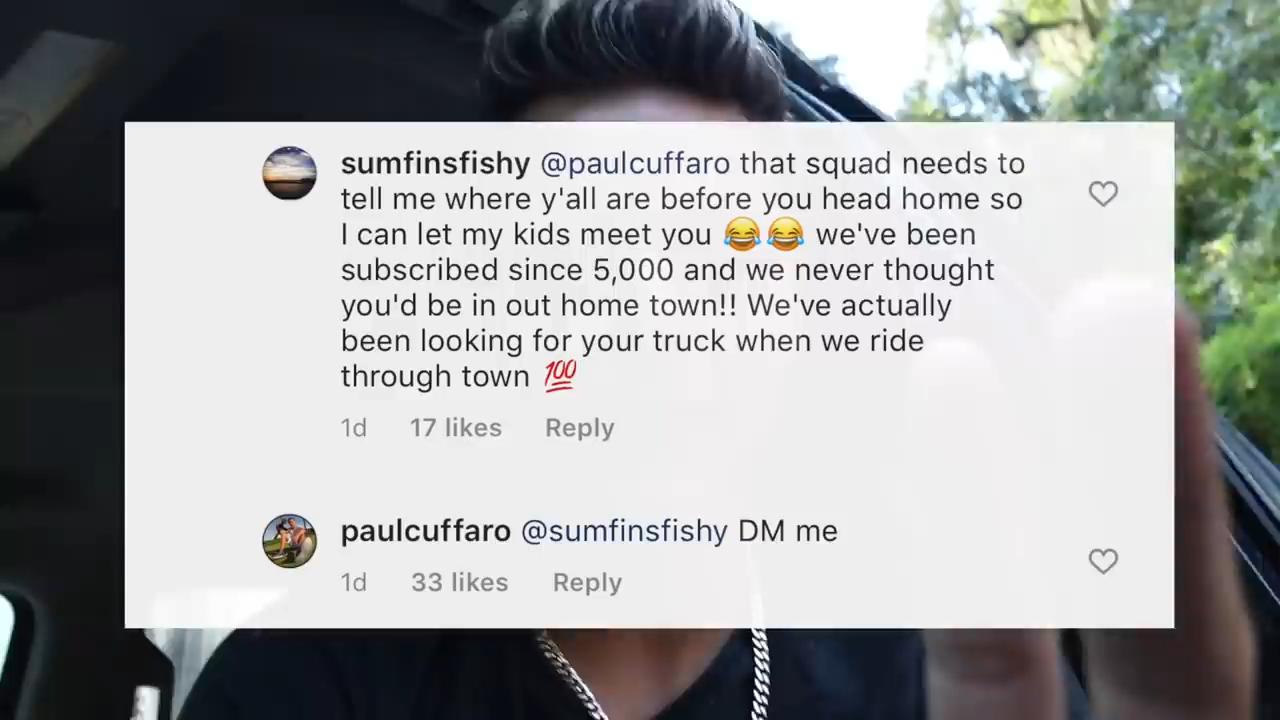 sumfinsfishy @paulcuffaro that squad needs to
tell me where y'all are before you head home so
I can let my kids meet you 😂😂 we've been
subscribed since 5,000 and we never thought
you'd be in out home town!! We've actually
been looking for your truck when we ride
through town 💯
1d 17 likes Reply
paulcuffaro @sumfinsfishy DM me
1d 33 likes Reply